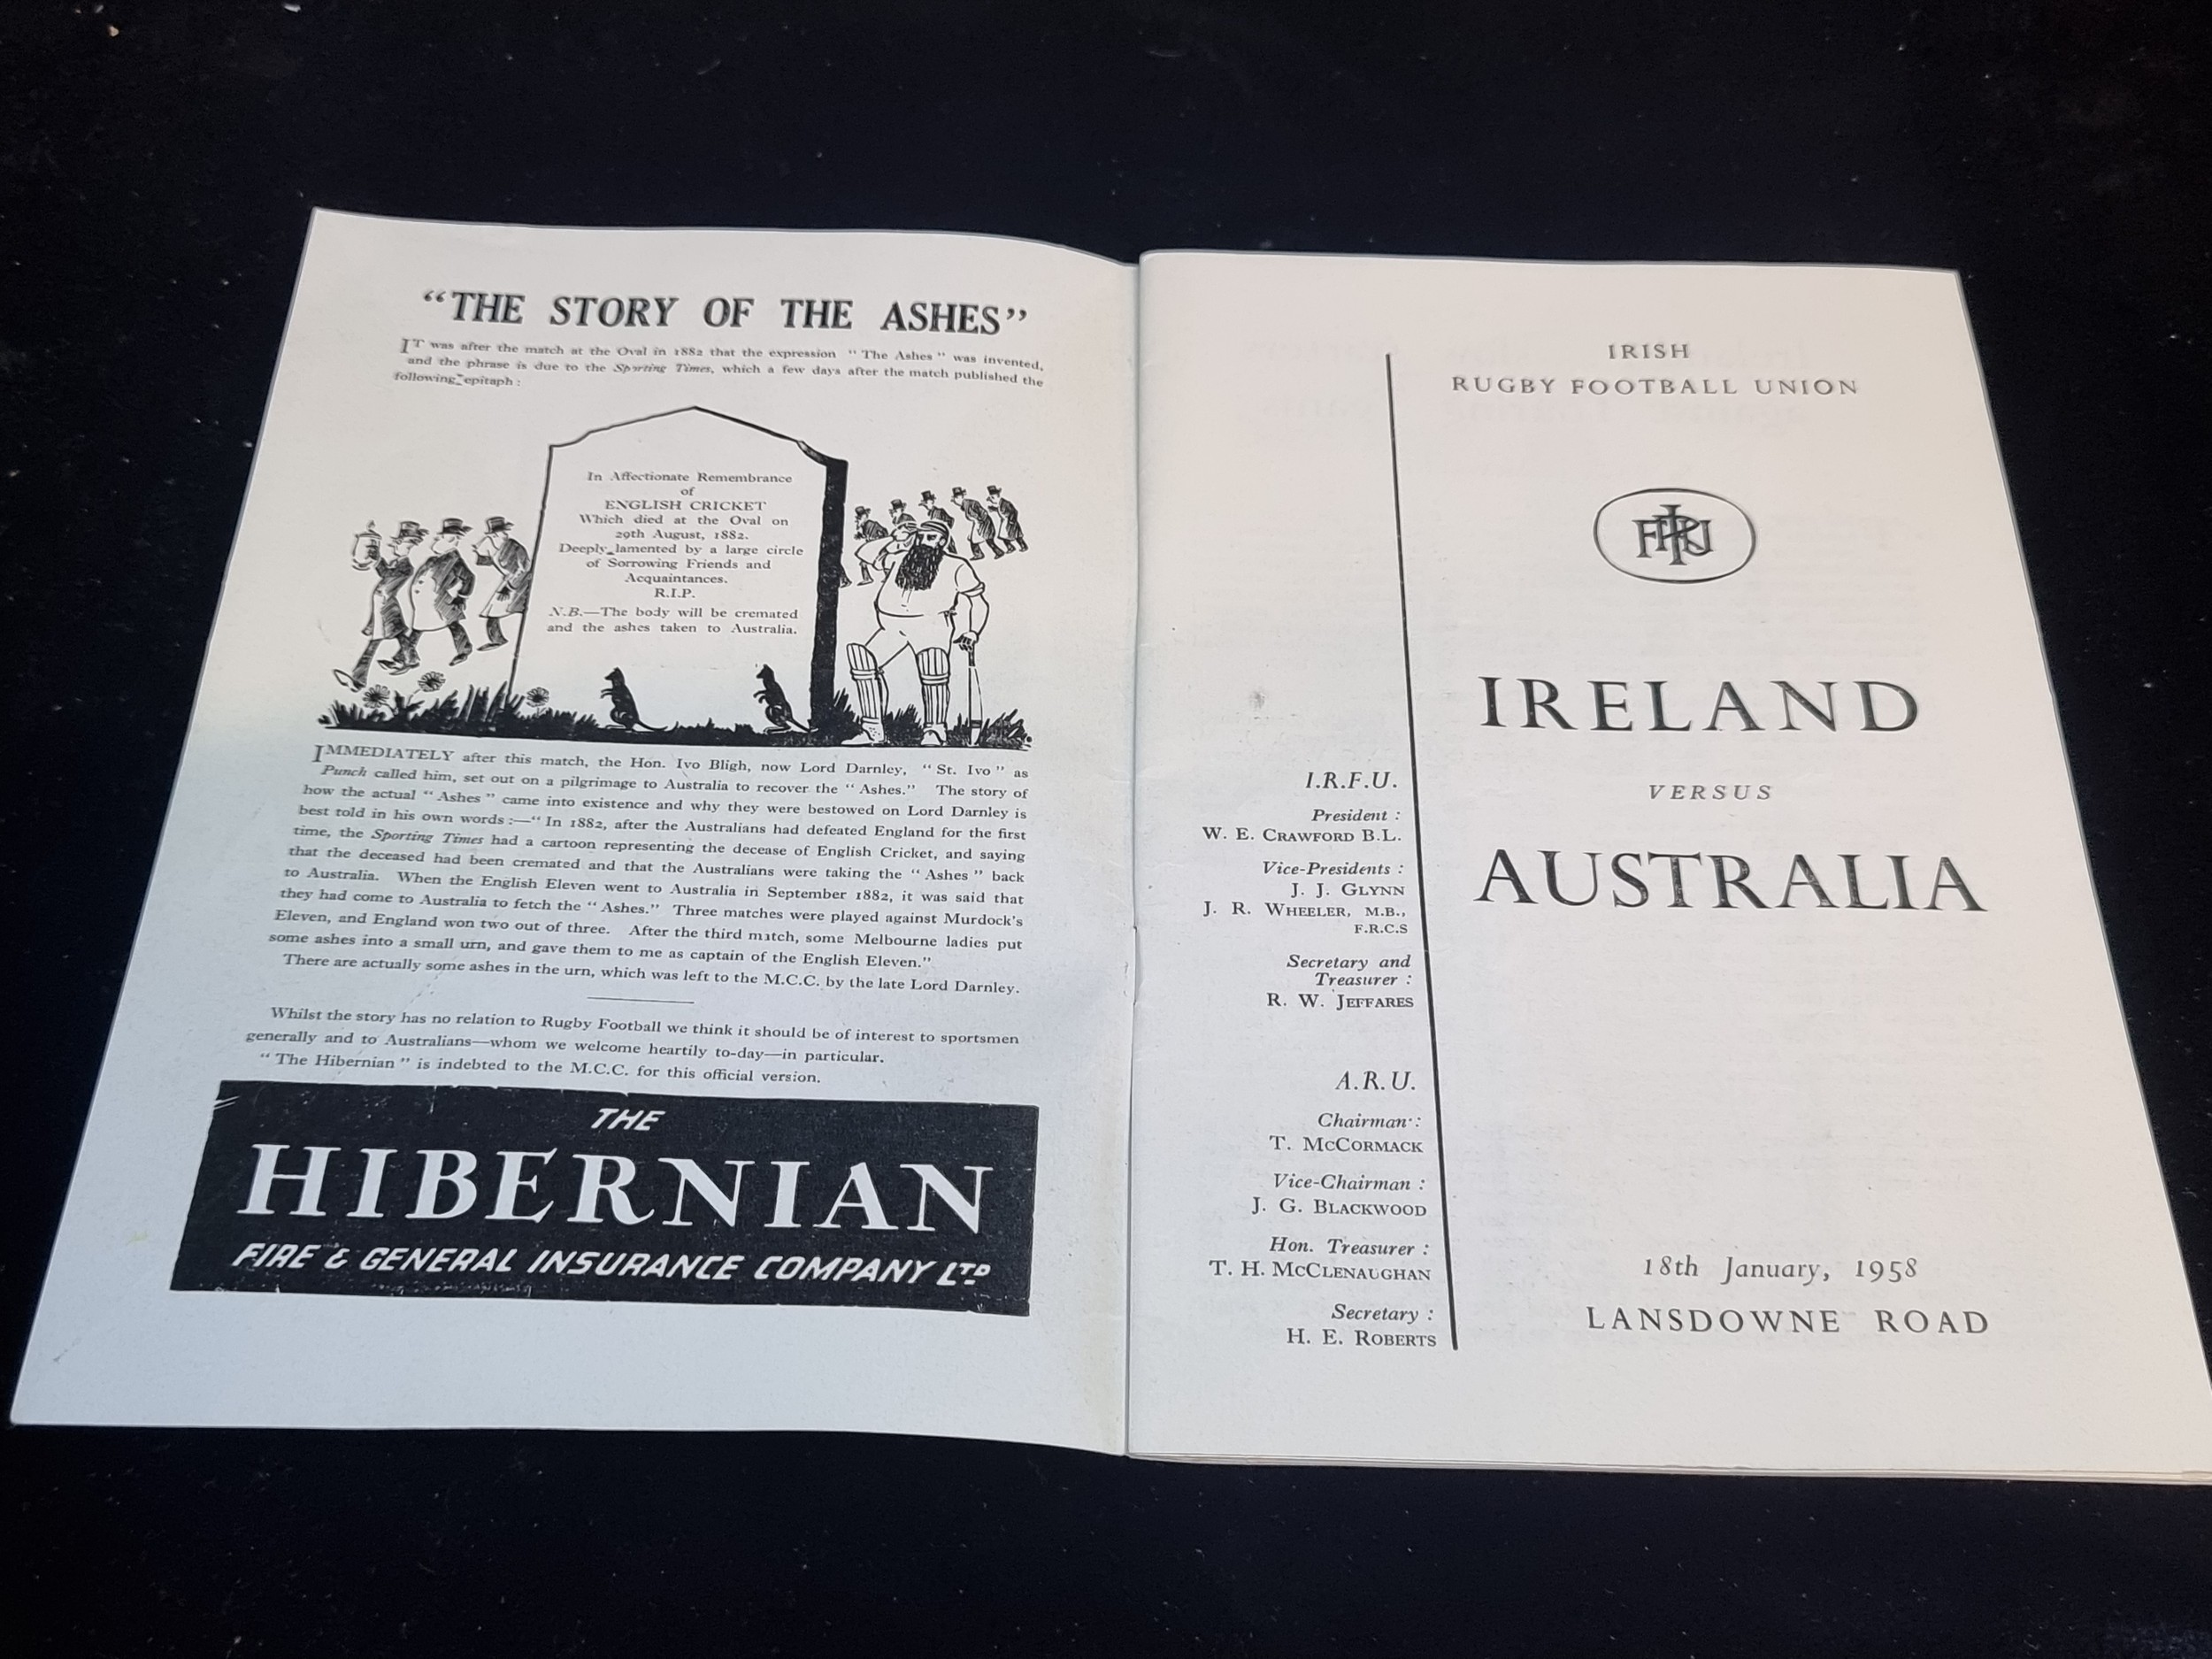 “THE STORY OF THE ASHES”
IT was after the match at the Oval in 1882 that the expression “The Ashes” was invented,
and the phrase is due to the Sporting Times, which a few days after the match published the
following epitaph :
In Affectionate Remembrance
of
ENGLISH CRICKET
Which died at the Oval on
29th August, 1882.
Deeply lamented by a large circle
of Sorrowing Friends and
Acquaintances.
R.I.P.
N.B.—The body will be cremated
and the ashes taken to Australia.
IMMEDIATELY after this match, the Hon. Ivo Bligh, now Lord Darnley, “St. Ivo” as
Punch called him, set out on a pilgrimage to Australia to recover the “Ashes.” The story of
how the actual “Ashes” came into existence and why they were bestowed on Lord Darnley is
best told in his own words :—“In 1882, after the Australians had defeated England for the first
time, the Sporting Times had a cartoon representing the decease of English Cricket, and saying
that the deceased had been cremated and that the Australians were taking the “Ashes” back
to Australia. When the English Eleven went to Australia in September 1882, it was said that
they had come to Australia to fetch the “Ashes.” Three matches were played against Murdock's
Eleven, and England won two out of three. After the third match, some Melbourne ladies put
some ashes into a small urn, and gave them to me as captain of the English Eleven.”
There are actually some ashes in the urn, which was left to the M.C.C. by the late Lord Darnley.
Whilst the story has no relation to Rugby Football we think it should be of interest to sportsmen
generally and to Australians—whom we welcome heartily to-day—in particular.
“The Hibernian” is indebted to the M.C.C. for this official version.
THE
HIBERNIAN
FIRE & GENERAL INSURANCE COMPANY LTD
IRISH
RUGBY FOOTBALL UNION
IRFU
IRELAND
VERSUS
AUSTRALIA
I.R.F.U.
President :
W. E. CRAWFORD B.L.
Vice-Presidents :
J. J. GLYNN
J. R. WHEELER, M.B.,
F.R.C.S
Secretary and
Treasurer :
R. W. JEFFARES
A.R.U.
Chairman :
T. McCORMACK
Vice-Chairman :
J. G. BLACKWOOD
Hon. Treasurer :
T. H. McCLENAUGHAN
Secretary :
H. E. ROBERTS
18th January, 1958
LANSDOWNE ROAD